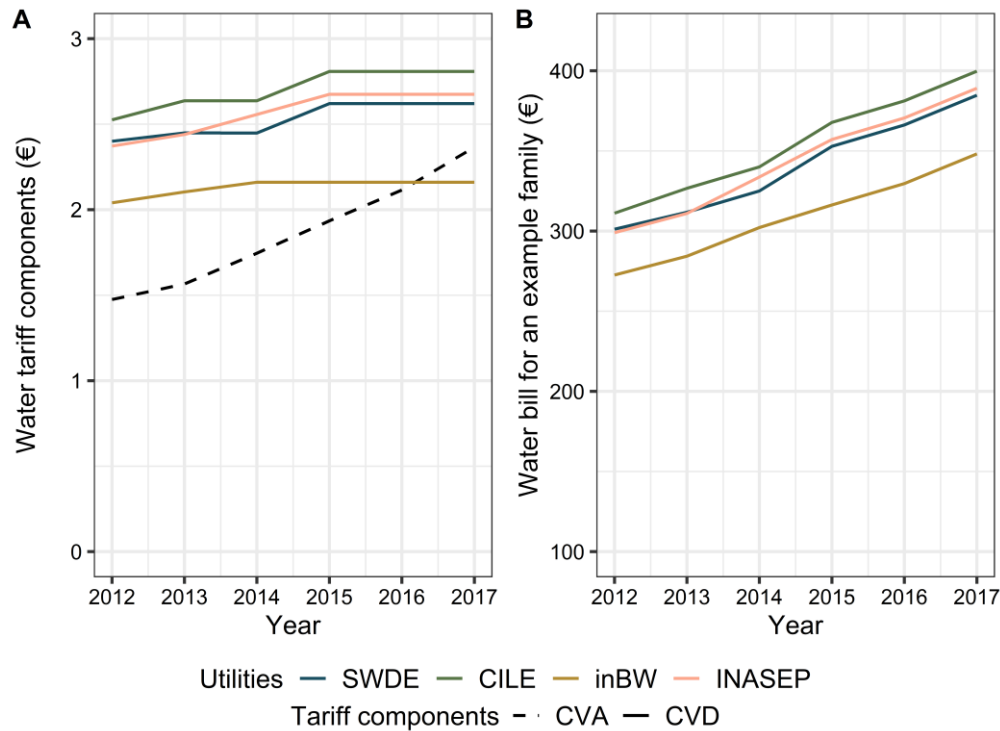 A
Water tariff components (€)
3
2
1
0
2012 2013 2014 2015 2016 2017
Year
B
Water bill for an example family (€)
400
300
200
100
2012 2013 2014 2015 2016 2017
Year
Utilities SWDE CILE inBW INASEP
Tariff components CVA CVD